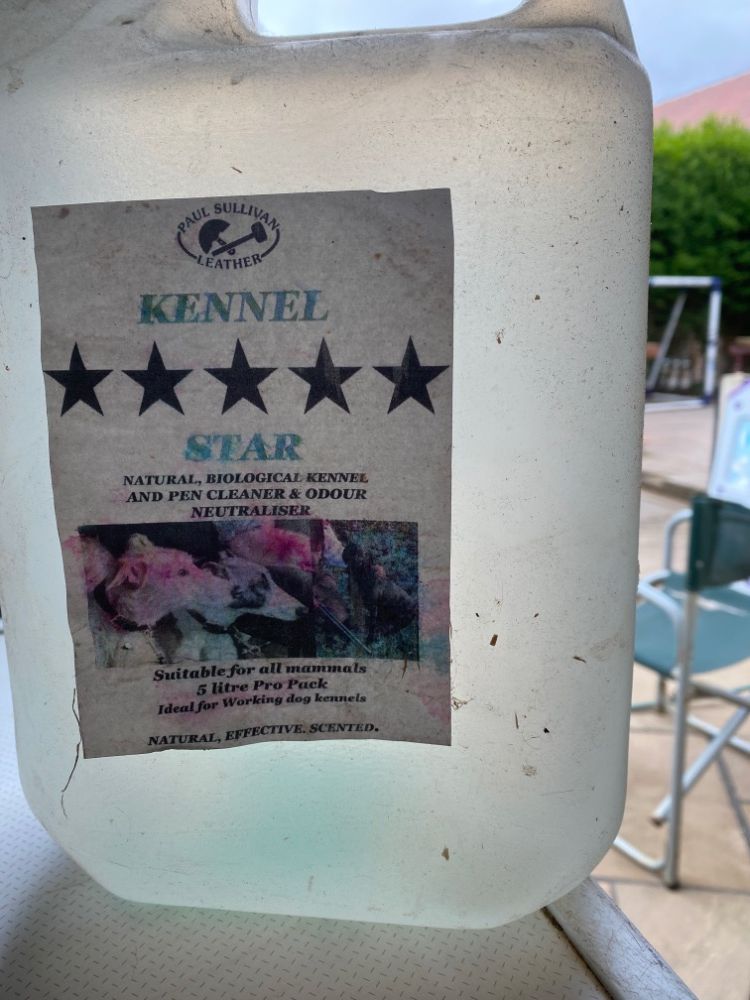 PAUL SULLIVAN
LEATHER
KENNEL
STAR
NATURAL, BIOLOGICAL KENNEL
AND PEN CLEANER & ODOUR
NEUTRALISER
Suitable for all mammals
5 litre Pro Pack
Ideal for Working dog kennels
NATURAL, EFFECTIVE. SCENTED.